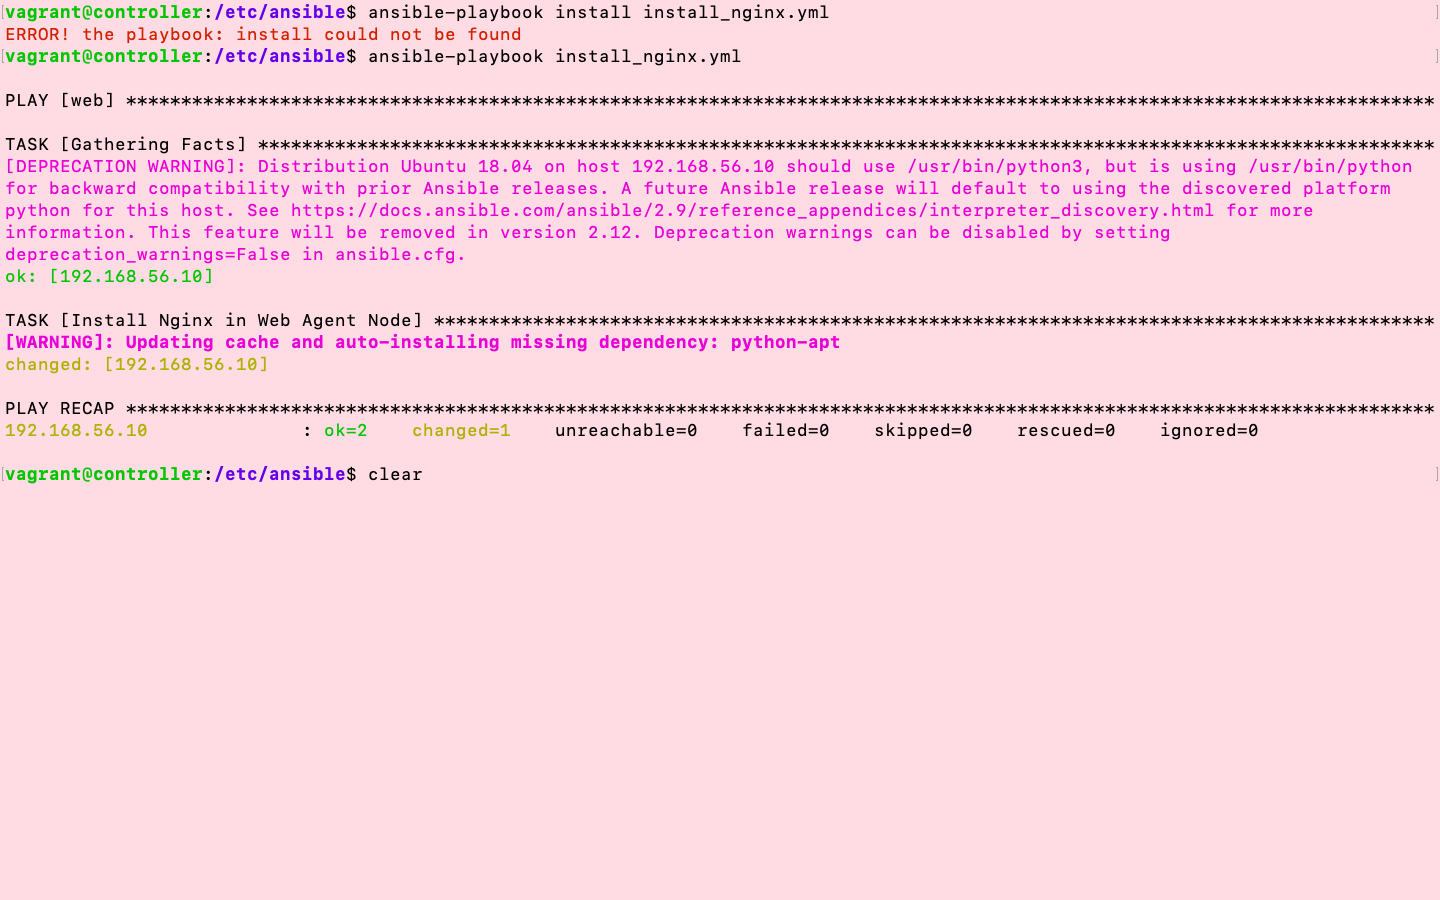 vagrant@controller:/etc/ansible$ ansible-playbook install install_nginx.yml
ERROR! the playbook: install could not be found
vagrant@controller:/etc/ansible$ ansible-playbook install_nginx.yml
PLAY [web] ***********************************************************************************************************************
TASK [Gathering Facts] ***********************************************************************************************************
[DEPRECATION WARNING]: Distribution Ubuntu 18.04 on host 192.168.56.10 should use /usr/bin/python3, but is using /usr/bin/python
for backward compatibility with prior Ansible releases. A future Ansible release will default to using the discovered platform
python for this host. See https://docs.ansible.com/ansible/2.9/reference_appendices/interpreter_discovery.html for more
information. This feature will be removed in version 2.12. Deprecation warnings can be disabled by setting
deprecation_warnings=False in ansible.cfg.
ok: [192.168.56.10]
TASK [Install Nginx in Web Agent Node] *******************************************************************************************
[WARNING]: Updating cache and auto-installing missing dependency: python-apt
changed: [192.168.56.10]
PLAY RECAP ***********************************************************************************************************************
192.168.56.10              : ok=2    changed=1    unreachable=0    failed=0    skipped=0    rescued=0    ignored=0
vagrant@controller:/etc/ansible$ clear